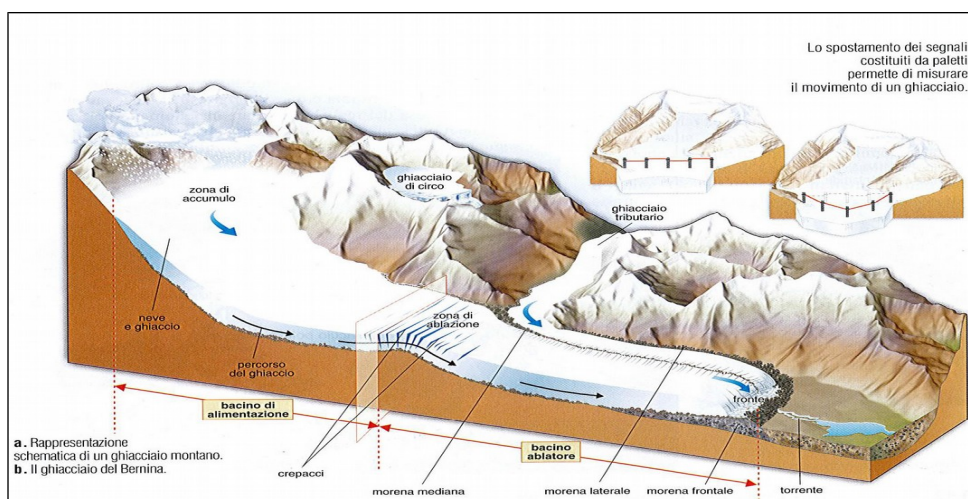 Lo spostamento dei segnali
costituiti da paletti
permette di misurare
il movimento di un ghiacciaio.
ghiacciaio
di circo
zona di
accumulo
ghiacciaio
tributario
neve
e ghiaccio
zona di
ablazione
percorso
del ghiaccio
fronte
bacino di
alimentazione
bacino
ablatore
a. Rappresentazione
schematica di un ghiacciaio montano.
b. Il ghiacciaio del Bernina.
crepacci
morena mediana
morena laterale
morena frontale
torrente